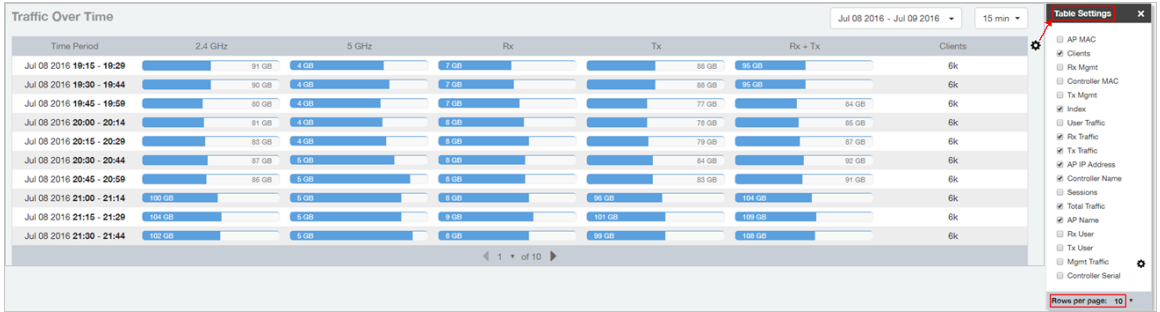 Traffic Over Time
Jul 08 2016 - Jul 09 2016
15 min
Time Period 2.4 GHz 5 GHz Rx Tx Rx + Tx Clients
Jul 08 2016 19:15 - 19:29 91 GB 4 GB 7 GB 88 GB 95 GB 6k
Jul 08 2016 19:30 - 19:44 90 GB 4 GB 7 GB 88 GB 95 GB 6k
Jul 08 2016 19:45 - 19:59 80 GB 4 GB 7 GB 77 GB 84 GB 6k
Jul 08 2016 20:00 - 20:14 81 GB 4 GB 8 GB 78 GB 85 GB 6k
Jul 08 2016 20:15 - 20:29 83 GB 4 GB 8 GB 79 GB 87 GB 6k
Jul 08 2016 20:30 - 20:44 87 GB 5 GB 8 GB 84 GB 92 GB 6k
Jul 08 2016 20:45 - 20:59 86 GB 5 GB 8 GB 83 GB 91 GB 6k
Jul 08 2016 21:00 - 21:14 100 GB 5 GB 8 GB 96 GB 104 GB 6k
Jul 08 2016 21:15 - 21:29 104 GB 5 GB 9 GB 101 GB 109 GB 6k
Jul 08 2016 21:30 - 21:44 102 GB 5 GB 8 GB 99 GB 108 GB 6k
1 of 10
Table Settings
AP MAC
Clients
Rx Mgmt
Controller MAC
Tx Mgmt
Index
User Traffic
Rx Traffic
Tx Traffic
AP IP Address
Controller Name
Sessions
Total Traffic
AP Name
Rx User
Tx User
Mgmt Traffic
Controller Serial
Rows per page: 10